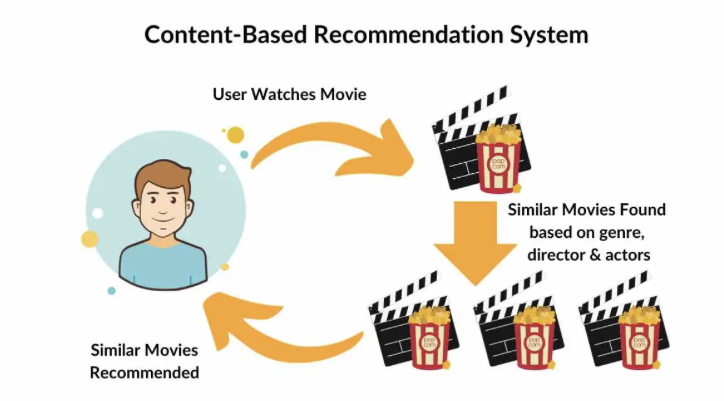 Content-Based Recommendation System
User Watches Movie
pop
corn
Similar Movies Found
based on genre,
director & actors
pop
corn
pop
corn
pop
corn
Similar Movies
Recommended